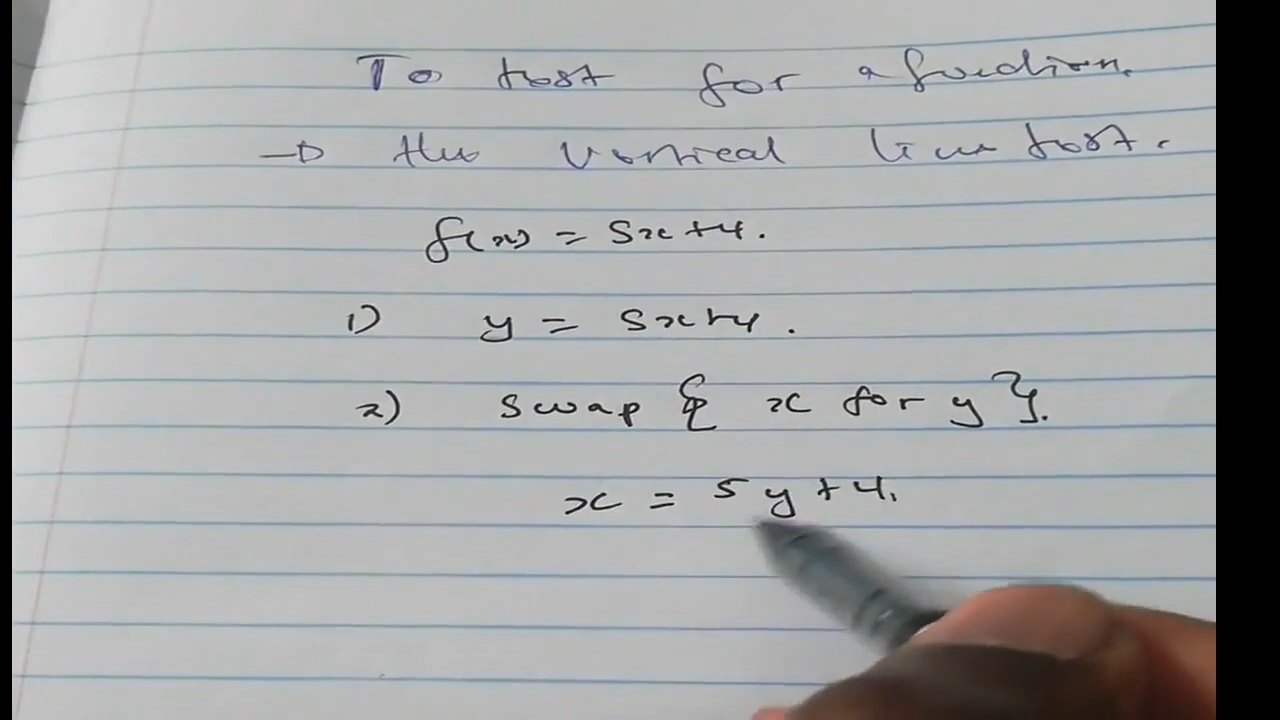 To test for a function.
→ the vertical line test.
f(x) = 5x+4.
1) y = 5x+4.
2) swap { x for y }.
x = 5y+4.